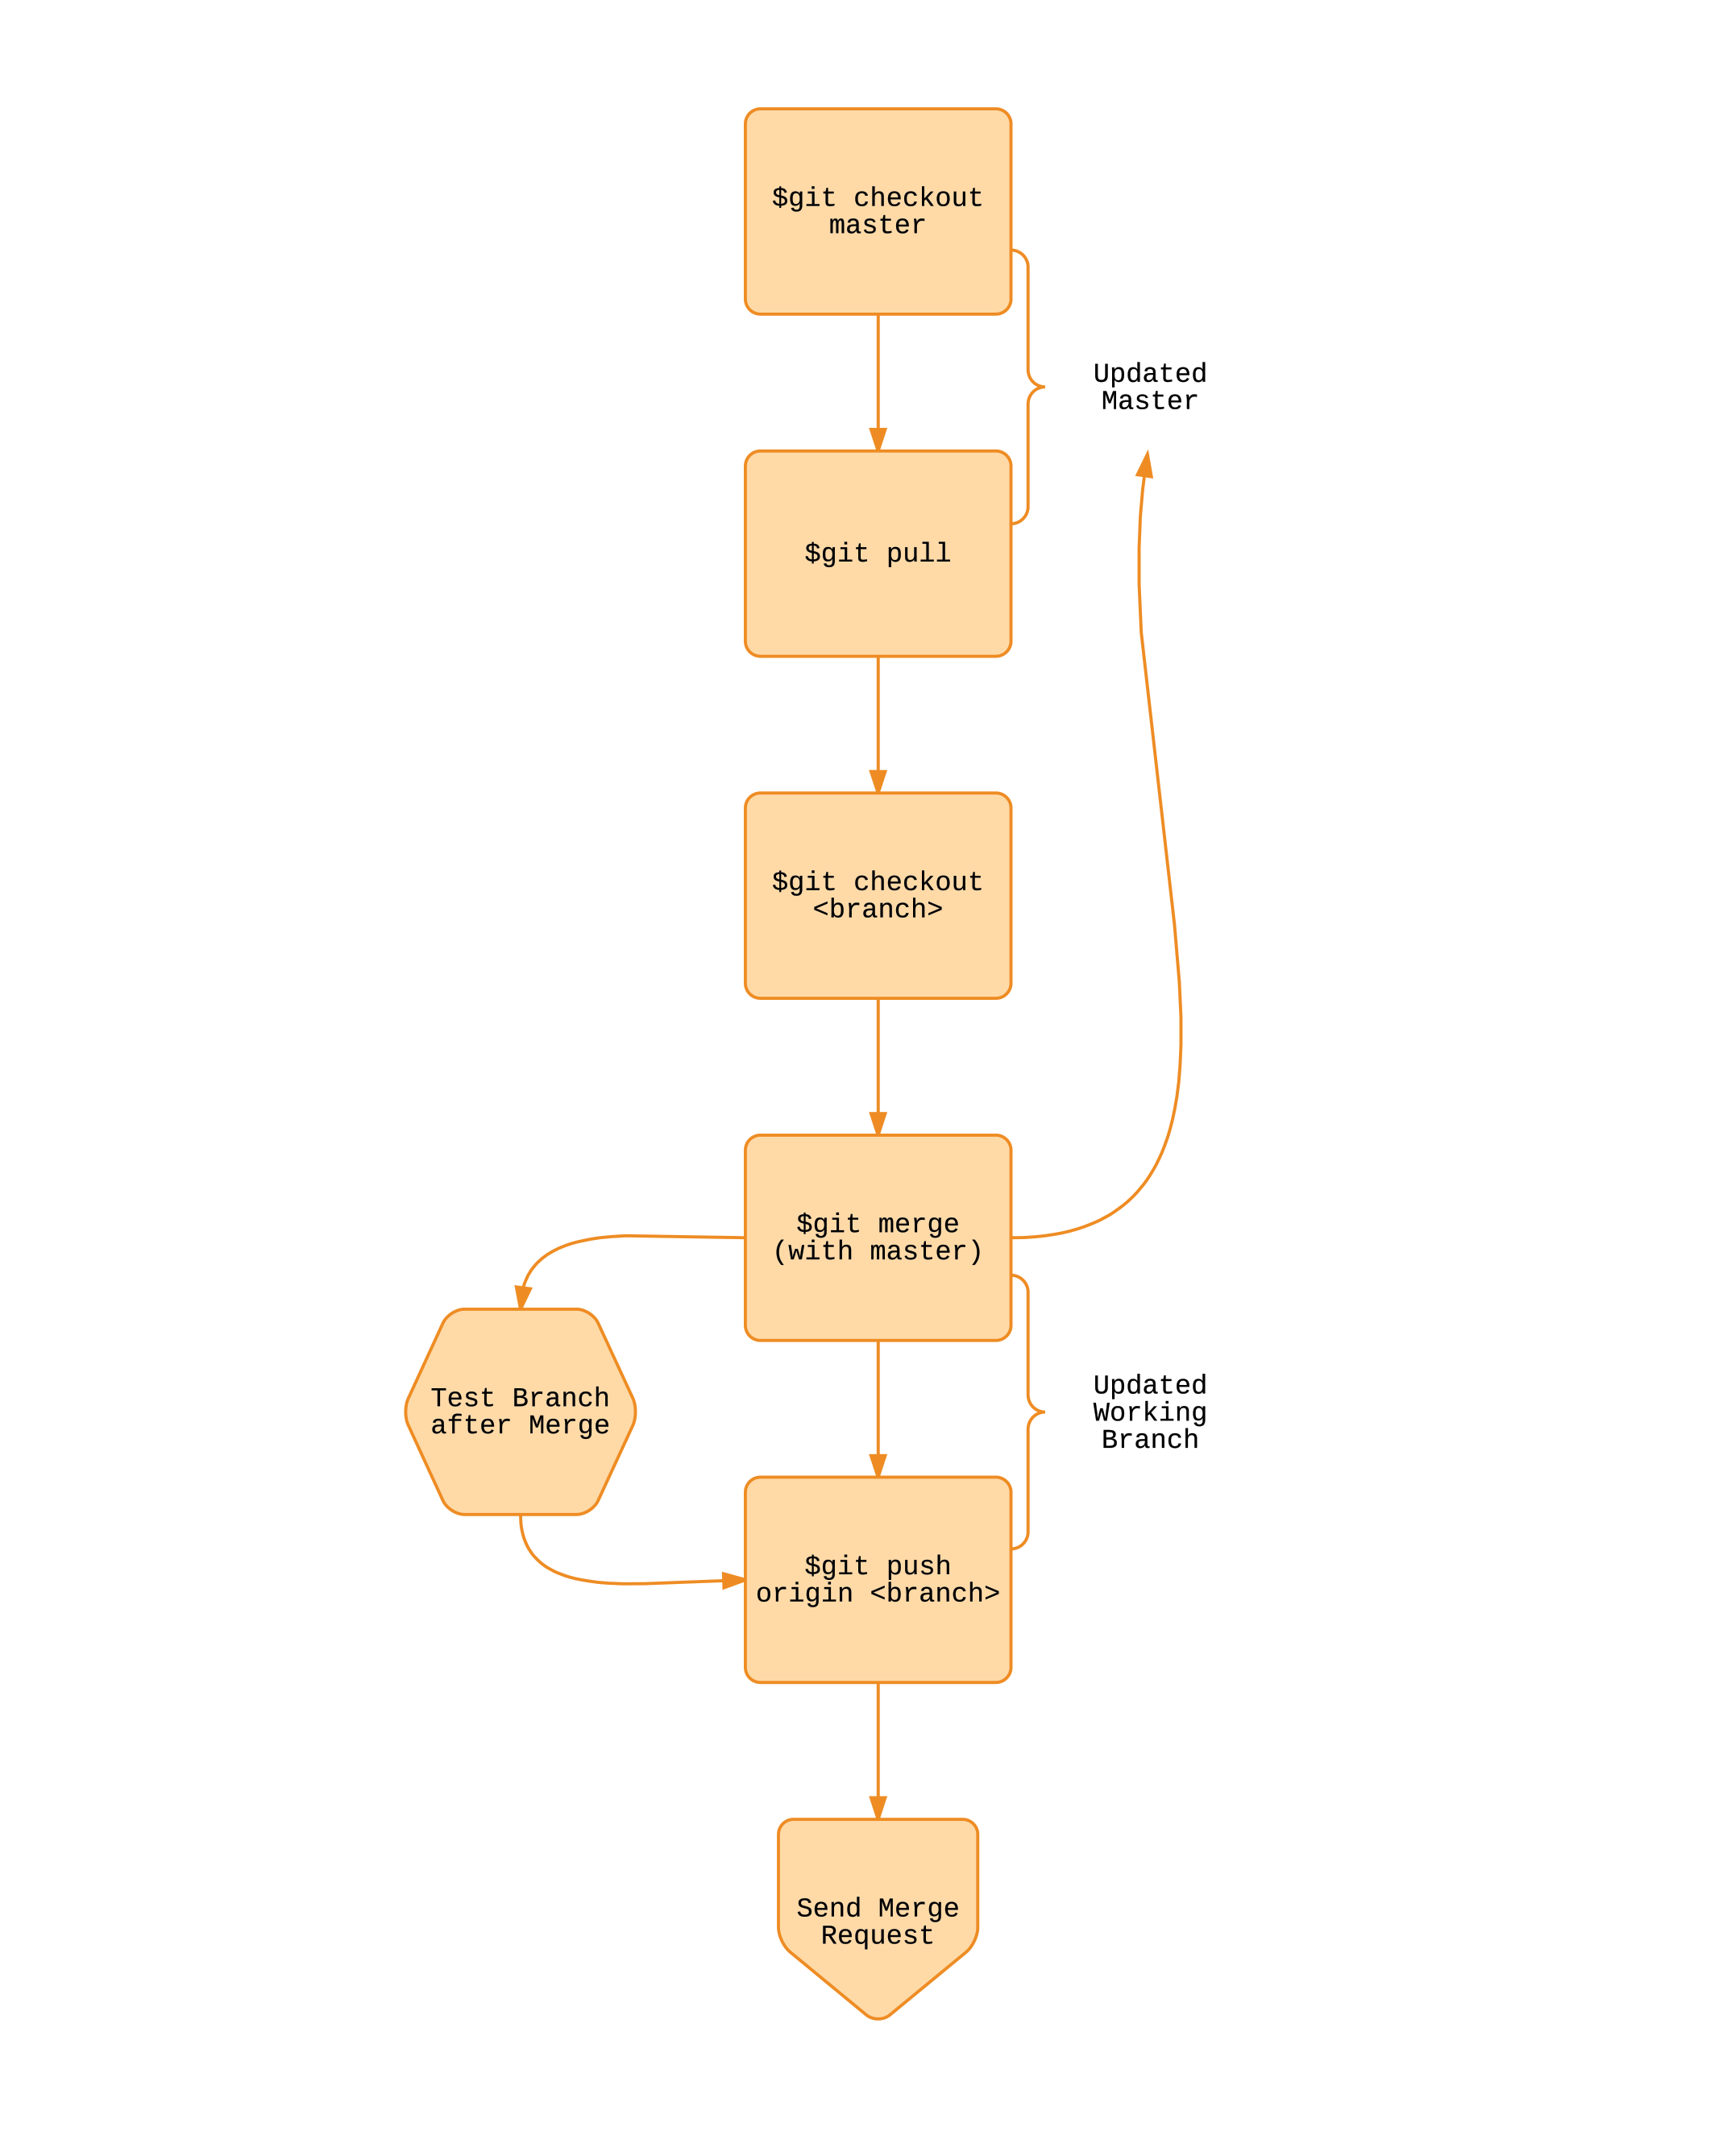 $git checkout
master
Updated
Master
$git pull
$git checkout
<branch>
$git merge
(with master)
Test Branch
after Merge
Updated
Working
Branch
$git push
origin <branch>
Send Merge
Request